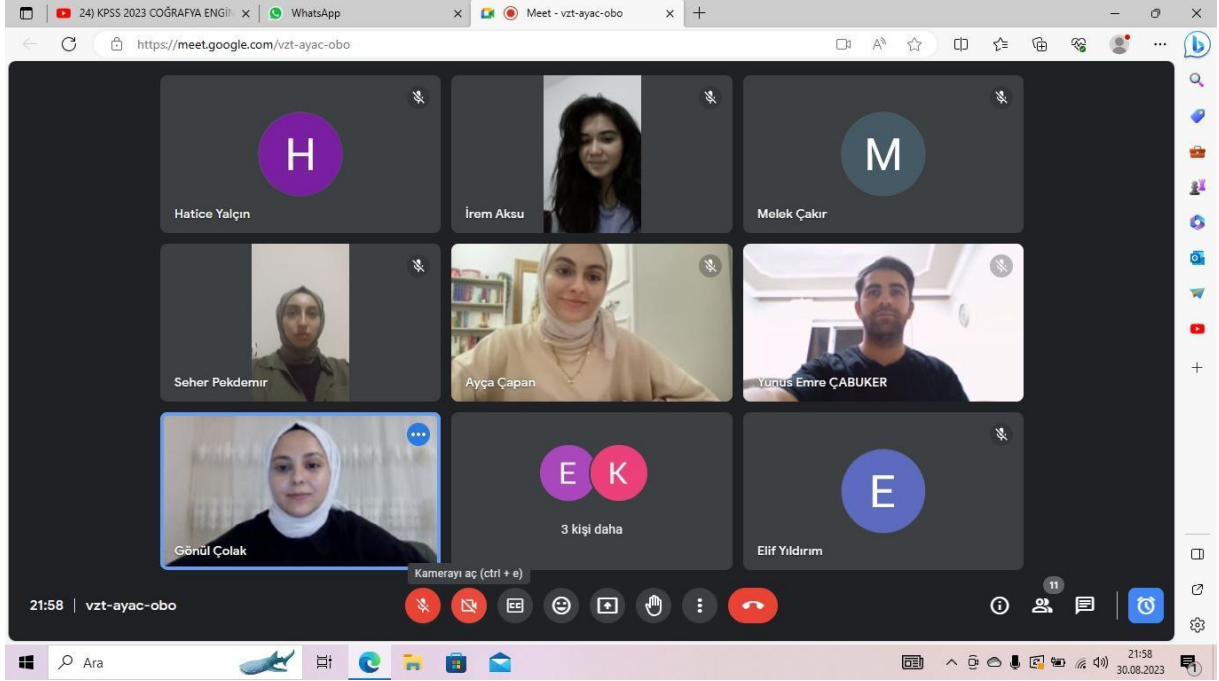 24) KPSS 2023 COĞRAFYA ENGİN
WhatsApp
Meet - vzt-ayac-obo
https://meet.google.com/vzt-ayac-obo
H
Hatice Yalçın
İrem Aksu
M
Melek Çakır
Seher Pekdemir
Ayça Çapan
Yunus Emre ÇABUKER
Gönül Çolak
E K
3 kişi daha
E
Elif Yıldırım
Kamerayı aç (ctrl + e)
21:58 | vzt-ayac-obo
CC
11
Ara
21:58
30.08.2023
1